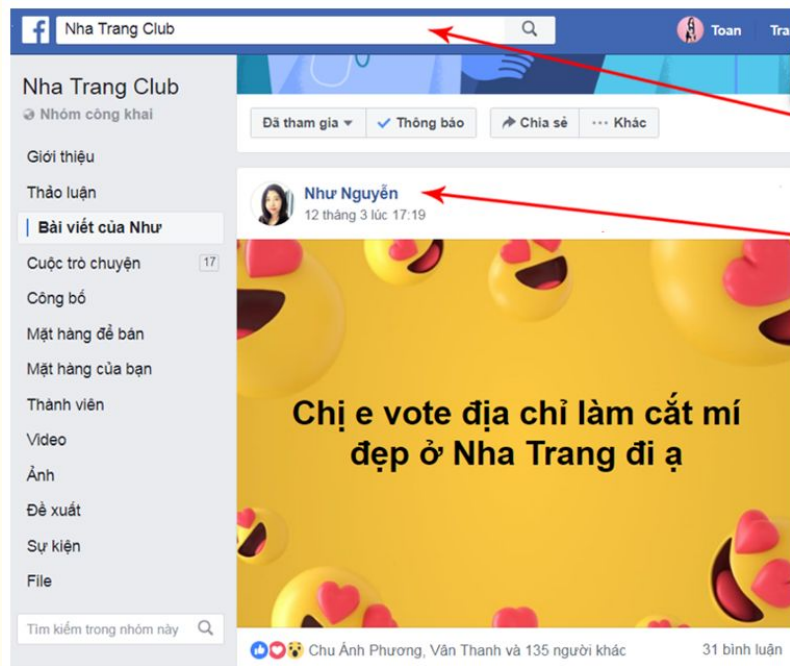 Nha Trang Club
Toan
Nha Trang Club
Nhóm công khai
Giới thiệu
Thảo luận
Bài viết của Như
Cuộc trò chuyện 17
Công bố
Mặt hàng để bán
Mặt hàng của bạn
Thành viên
Video
Ảnh
Đề xuất
Sự kiện
File
Tìm kiếm trong nhóm này
Đã tham gia Thông báo Chia sẻ Khác
Như Nguyễn
12 tháng 3 lúc 17:19
Chị e vote địa chỉ làm cắt mí
đẹp ở Nha Trang đi ạ
Chu Ánh Phương, Vân Thanh và 135 người khác 31 bình luận